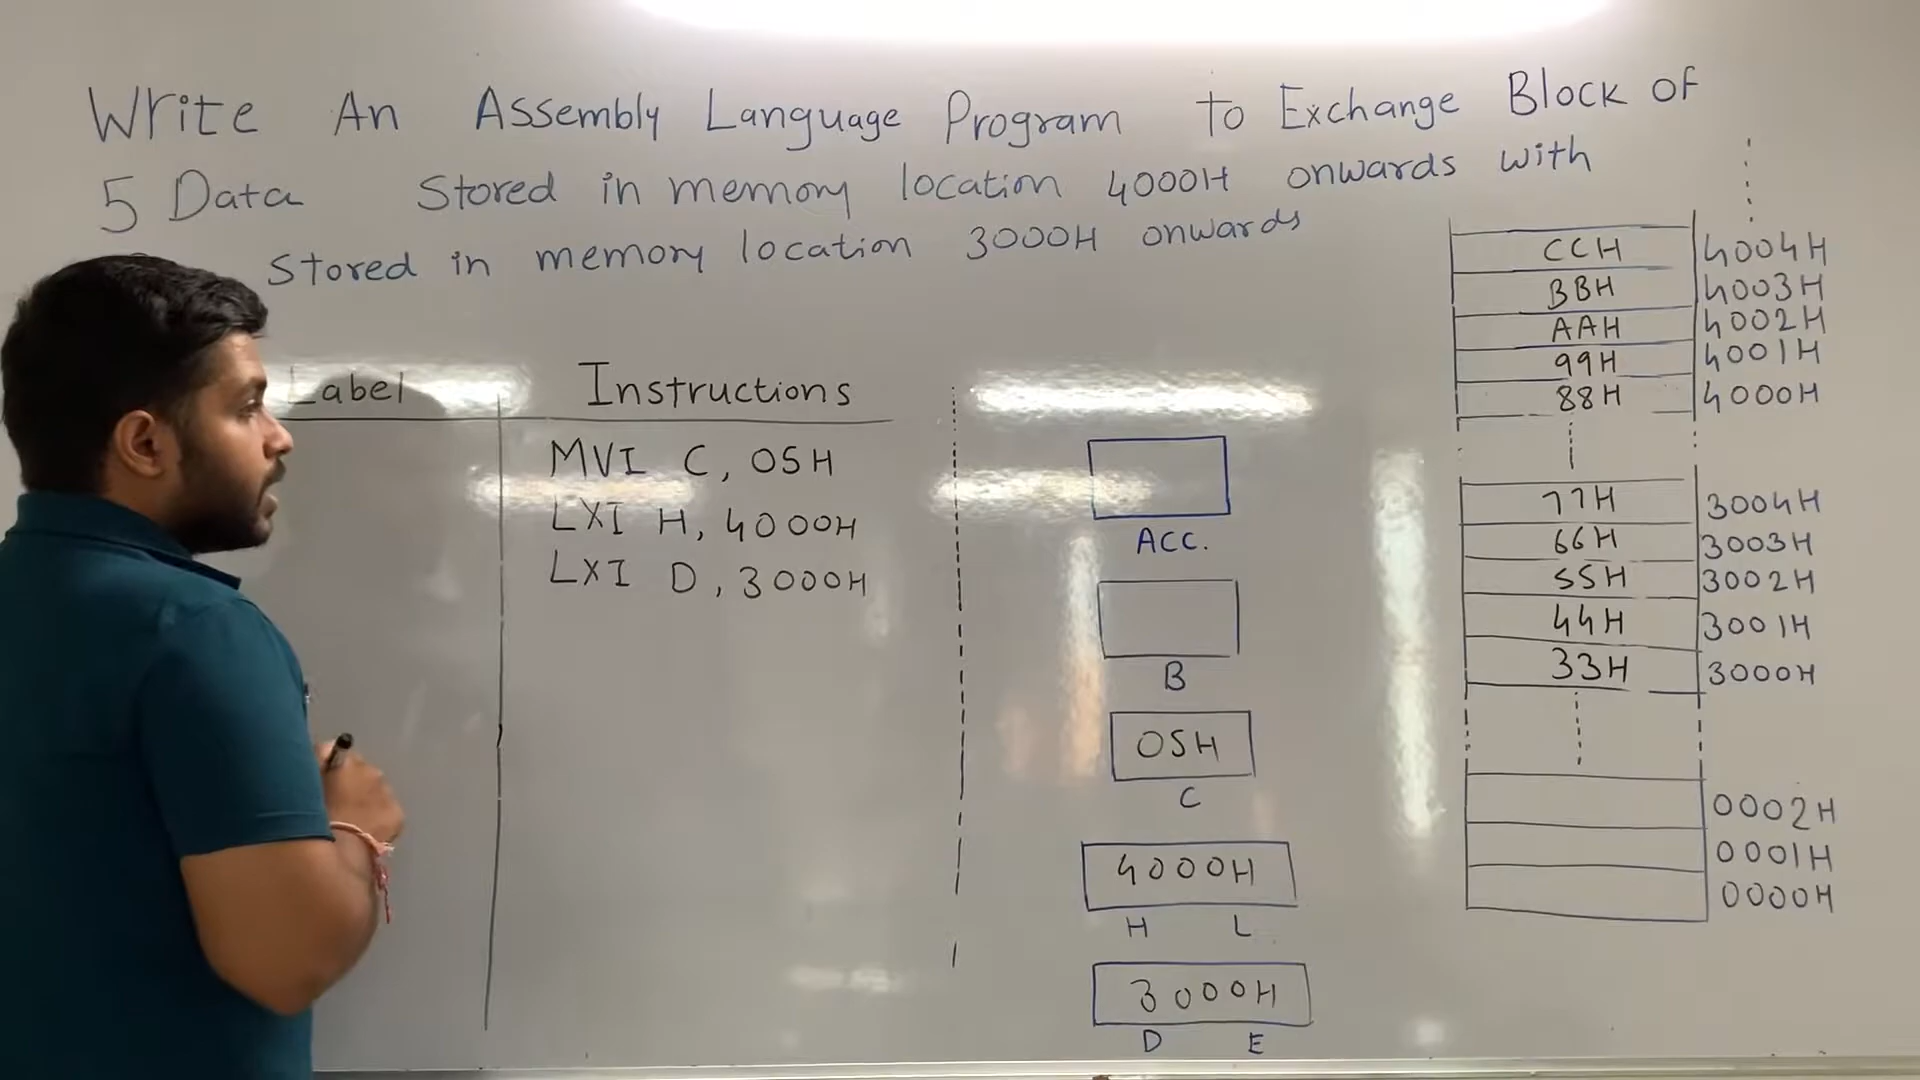 Write An Assembly Language Program to Exchange Block of
5 Data Stored in memory location 4000H onwards with
Stored in memory location 3000H onwards
Label Instructions
MVI C, 05H
LXI H, 4000H
LXI D, 3000H
ACC.
B
05H
C
4000H
H L
3000H
D E
CCH 4004H
BBH 4003H
AAH 4002H
99H 4001H
88H 4000H
77H 3004H
66H 3003H
55H 3002H
44H 3001H
33H 3000H
0002H
0001H
0000H